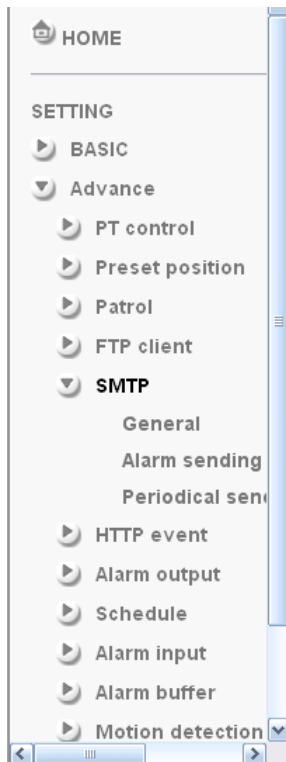 HOME
SETTING
BASIC
Advance
PT control
Preset position
Patrol
FTP client
SMTP
General
Alarm sending
Periodical
HTTP event
Alarm output
Schedule
Alarm input
Alarm buffer
Motion detection